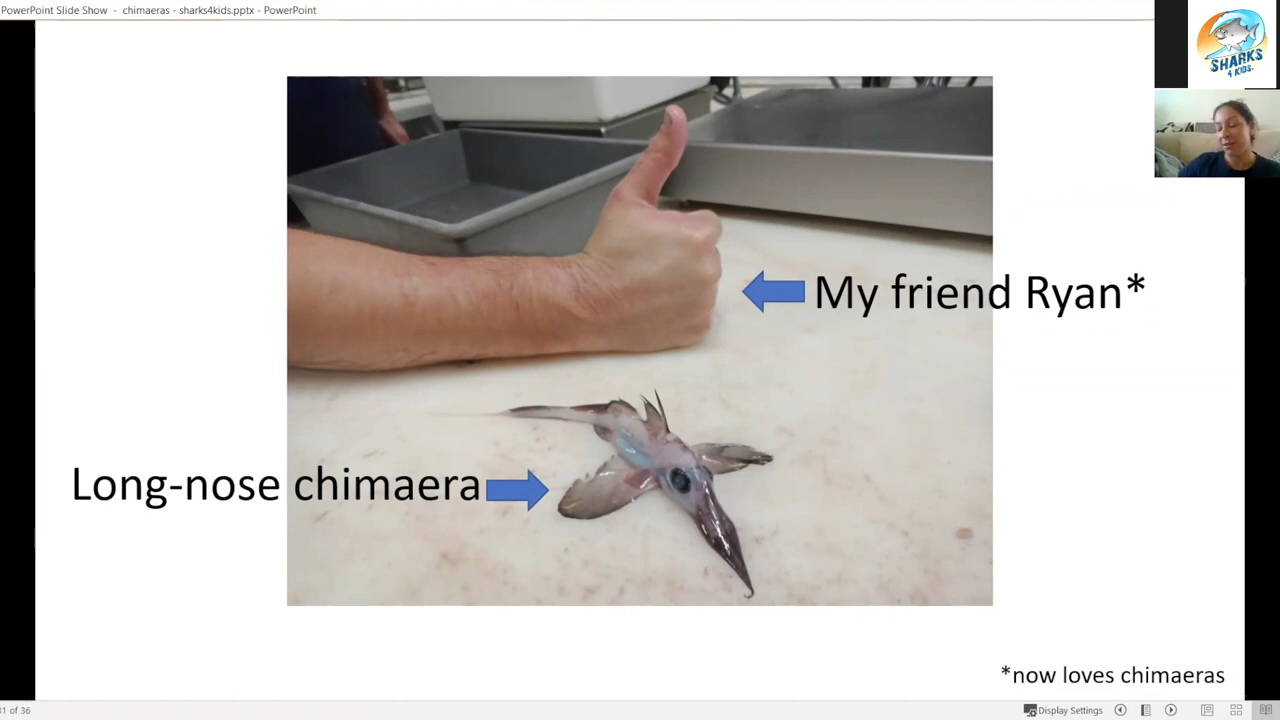 PowerPoint Slide Show - chimaeras - sharks4kids.pptx - PowerPoint
SHARKS
4 KIDS.
My friend Ryan*
Long-nose chimaera
*now loves chimaeras
31 of 36
Display Settings